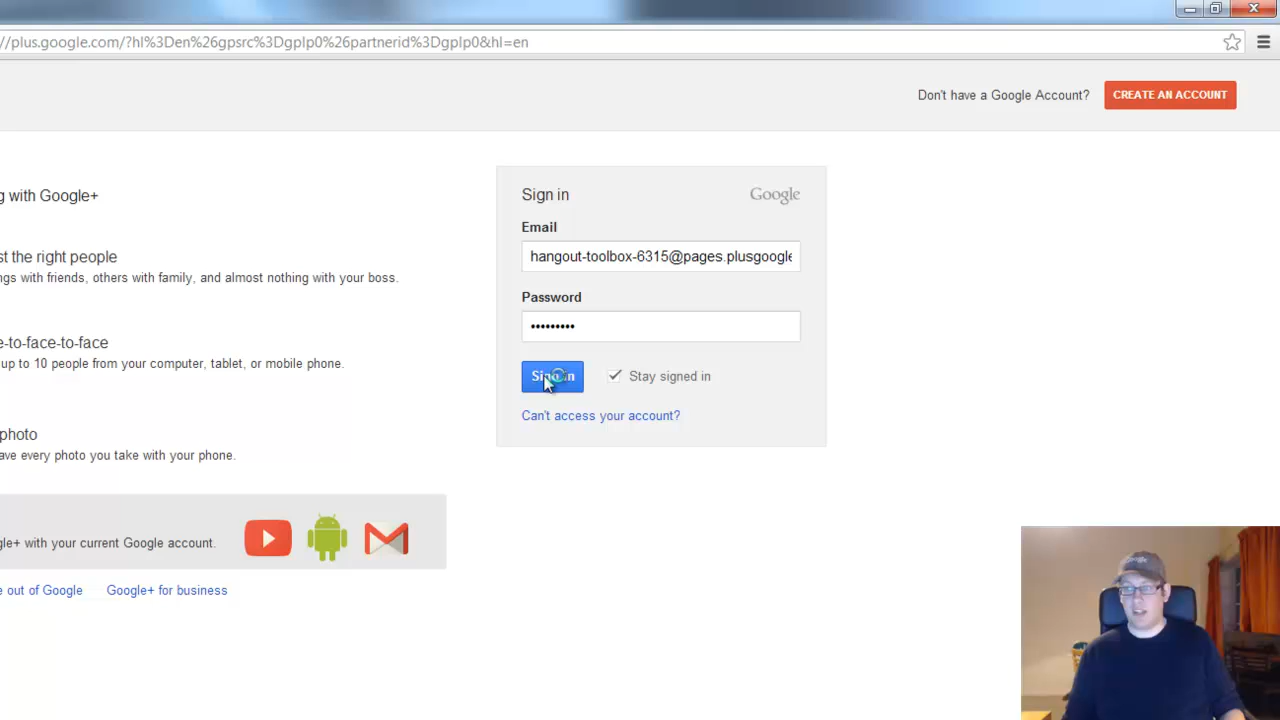 //plus.google.com/?hl%3Den%26gpsrc%3Dgplp0%26partnerid%3Dgplp0&hl=en
Don't have a Google Account? CREATE AN ACCOUNT
g with Google+
Sign in Google
Email
st the right people
hangout-toolbox-6315@pages.plusgoogle
ngs with friends, others with family, and almost nothing with your boss.
Password
•••••••••
e-to-face-to-face
up to 10 people from your computer, tablet, or mobile phone.
Sign in Stay signed in
Can't access your account?
photo
ave every photo you take with your phone.
gle+ with your current Google account.
e out of Google Google+ for business